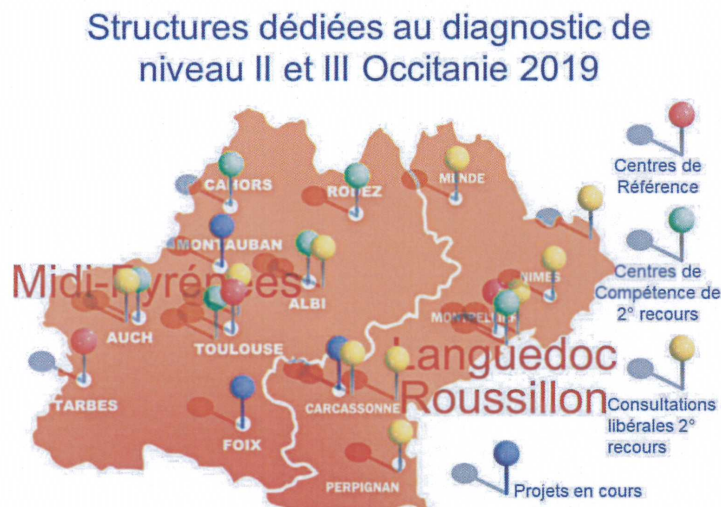 Structures dédiées au diagnostic de
niveau II et III Occitanie 2019
Centres de
Référence
CAHORS
RODEZ
MENDE
MONTAUBAN
Midi-Pyrénées
ALBI
NIMES
Centres de
Compétence de
2° recours
AUCH
TOULOUSE
MONTPELLIER
Languedoc
Roussillon
TARBES
CARCASSONNE
Consultations
libérales 2°
recours
FOIX
PERPIGNAN
Projets en cours